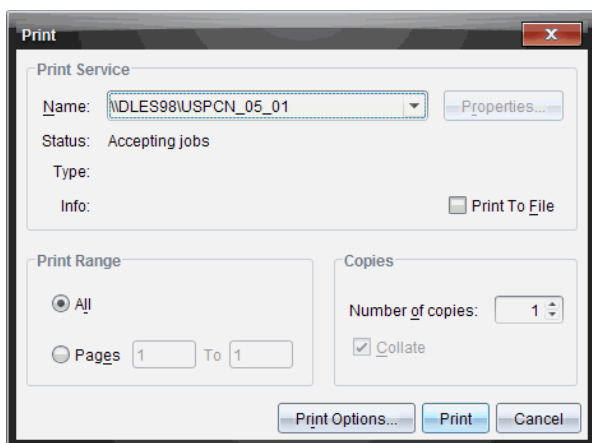 Print
Print Service
Name: \\DLES98\USPCN_05_01 Properties...
Status: Accepting jobs
Type:
Info: Print To File
Print Range
All
Pages 1 To 1
Copies
Number of copies: 1
Collate
Print Options... Print Cancel